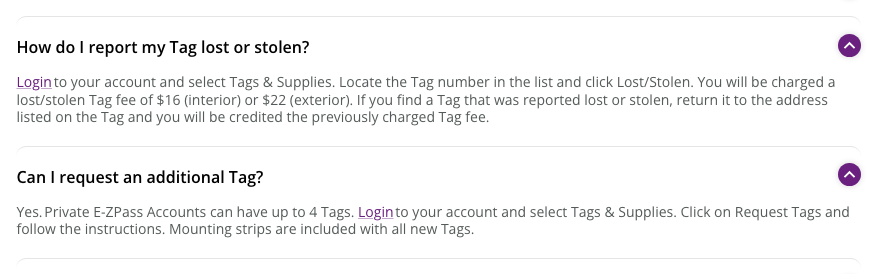 How do I report my Tag lost or stolen?
Login to your account and select Tags & Supplies. Locate the Tag number in the list and click Lost/Stolen. You will be charged a
lost/stolen Tag fee of $16 (interior) or $22 (exterior). If you find a Tag that was reported lost or stolen, return it to the address
listed on the Tag and you will be credited the previously charged Tag fee.
Can I request an additional Tag?
Yes. Private E-ZPass Accounts can have up to 4 Tags. Login to your account and select Tags & Supplies. Click on Request Tags and
follow the instructions. Mounting strips are included with all new Tags.